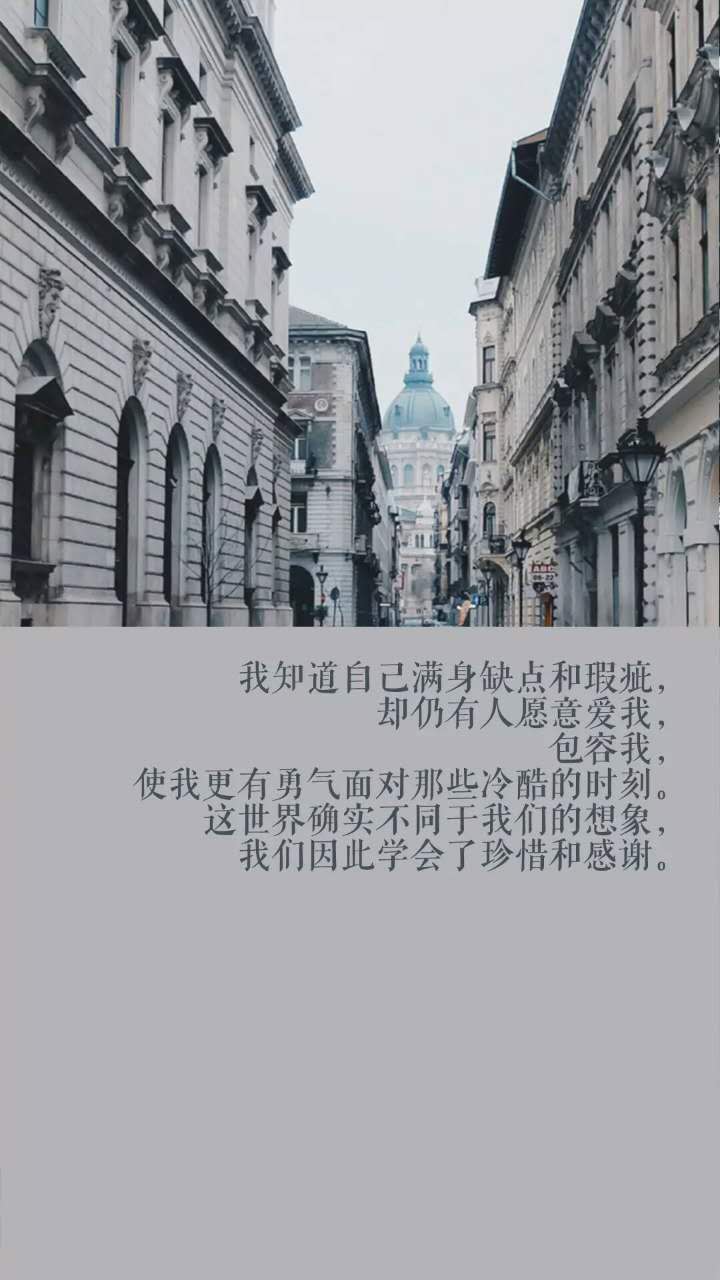 ABC
我知道自己满身缺点和瑕疵，
却仍有人愿意爱我，
包容我，
使我更有勇气面对那些冷酷的时刻。
这世界确实不同于我们的想象，
我们因此学会了珍惜和感谢。